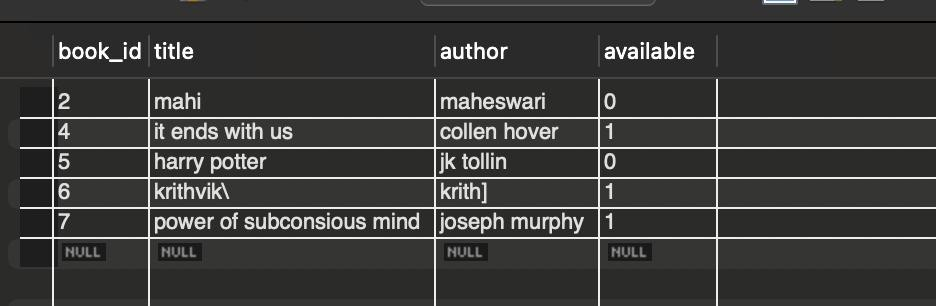 book_id title author available
2 mahi maheswari 0
4 it ends with us collen hover 1
5 harry potter jk tollin 0
6 krithvik\ krith] 1
7 power of subconsious mind joseph murphy 1
NULL NULL NULL NULL